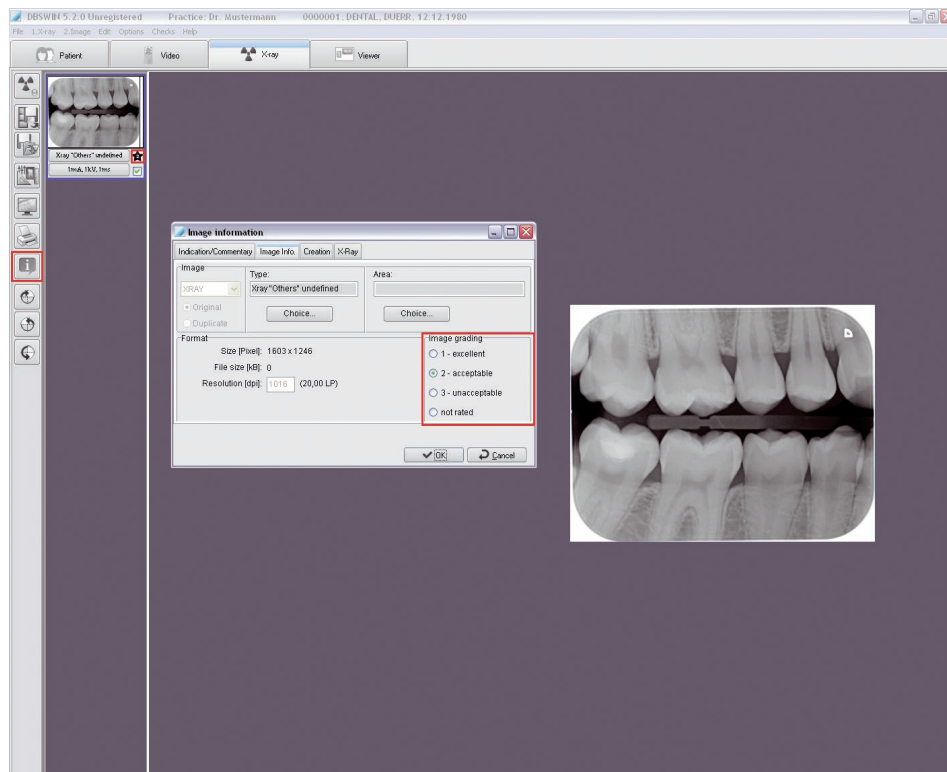 DBSWIN 5.2.0 Unregistered Practice: Dr. Mustermann 0000001, DENTAL, DUERR, 12.12.1980
File 1.X-ray 2.Image Edit Options Checks Help
Patient Video X-ray Viewer
Xray "Others" undefined
1mA, 1kV, 1ms
Image information
Indication/Commentary Image Info. Creation X-Ray
Image Type: Area:
XRAY Xray "Others" undefined
Original Choice... Choice...
Duplicate
Format Image grading
Size [Pixel]: 1603 x 1246 1 - excellent
File size [kB]: 0 2 - acceptable
Resolution [dpi]: 1016 (20,00 LP) 3 - unacceptable
not rated
OK Cancel